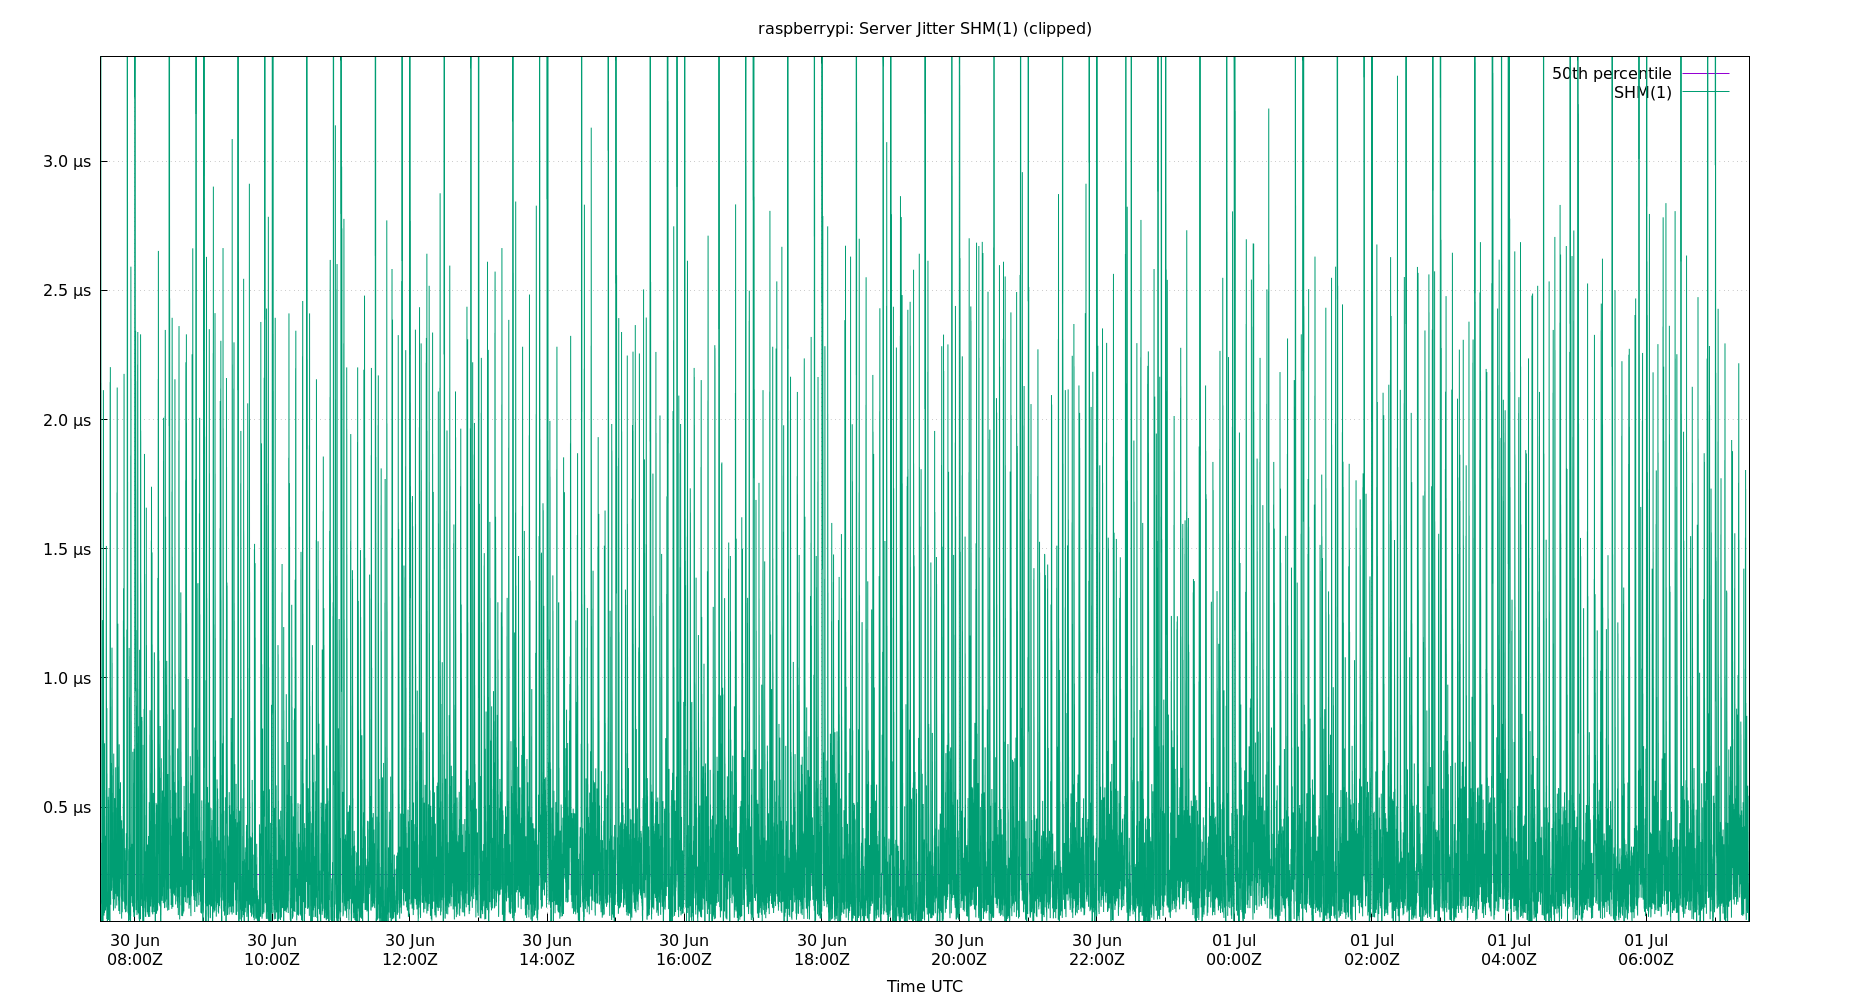 raspberrypi: Server Jitter SHM(1) (clipped)
50th percentile
SHM(1)
3.0 µs
2.5 µs
2.0 µs
1.5 µs
1.0 µs
0.5 µs
30 Jun 30 Jun 30 Jun 30 Jun 30 Jun 30 Jun 30 Jun 30 Jun 01 Jul 01 Jul 01 Jul 01 Jul
08:00Z 10:00Z 12:00Z 14:00Z 16:00Z 18:00Z 20:00Z 22:00Z 00:00Z 02:00Z 04:00Z 06:00Z
Time UTC